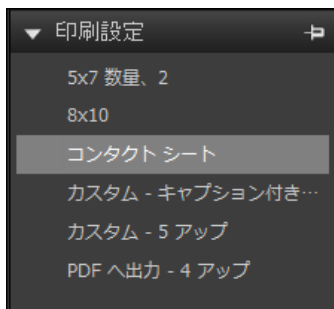 印刷設定
5x7 数量、2
8x10
コンタクト シート
カスタム - キャプション付き…
カスタム - 5 アップ
PDF へ出力 - 4 アップ